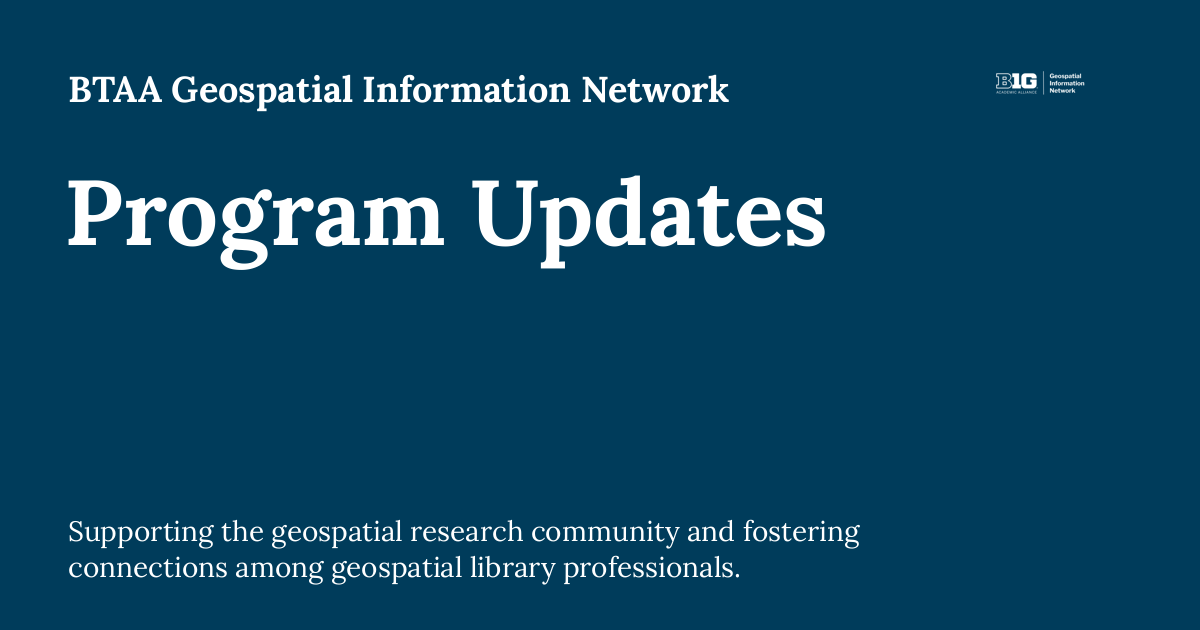 BTAA Geospatial Information Network
BIG
ACADEMIC ALLIANCE
Geospatial
Information
Network
Program Updates
Supporting the geospatial research community and fostering
connections among geospatial library professionals.